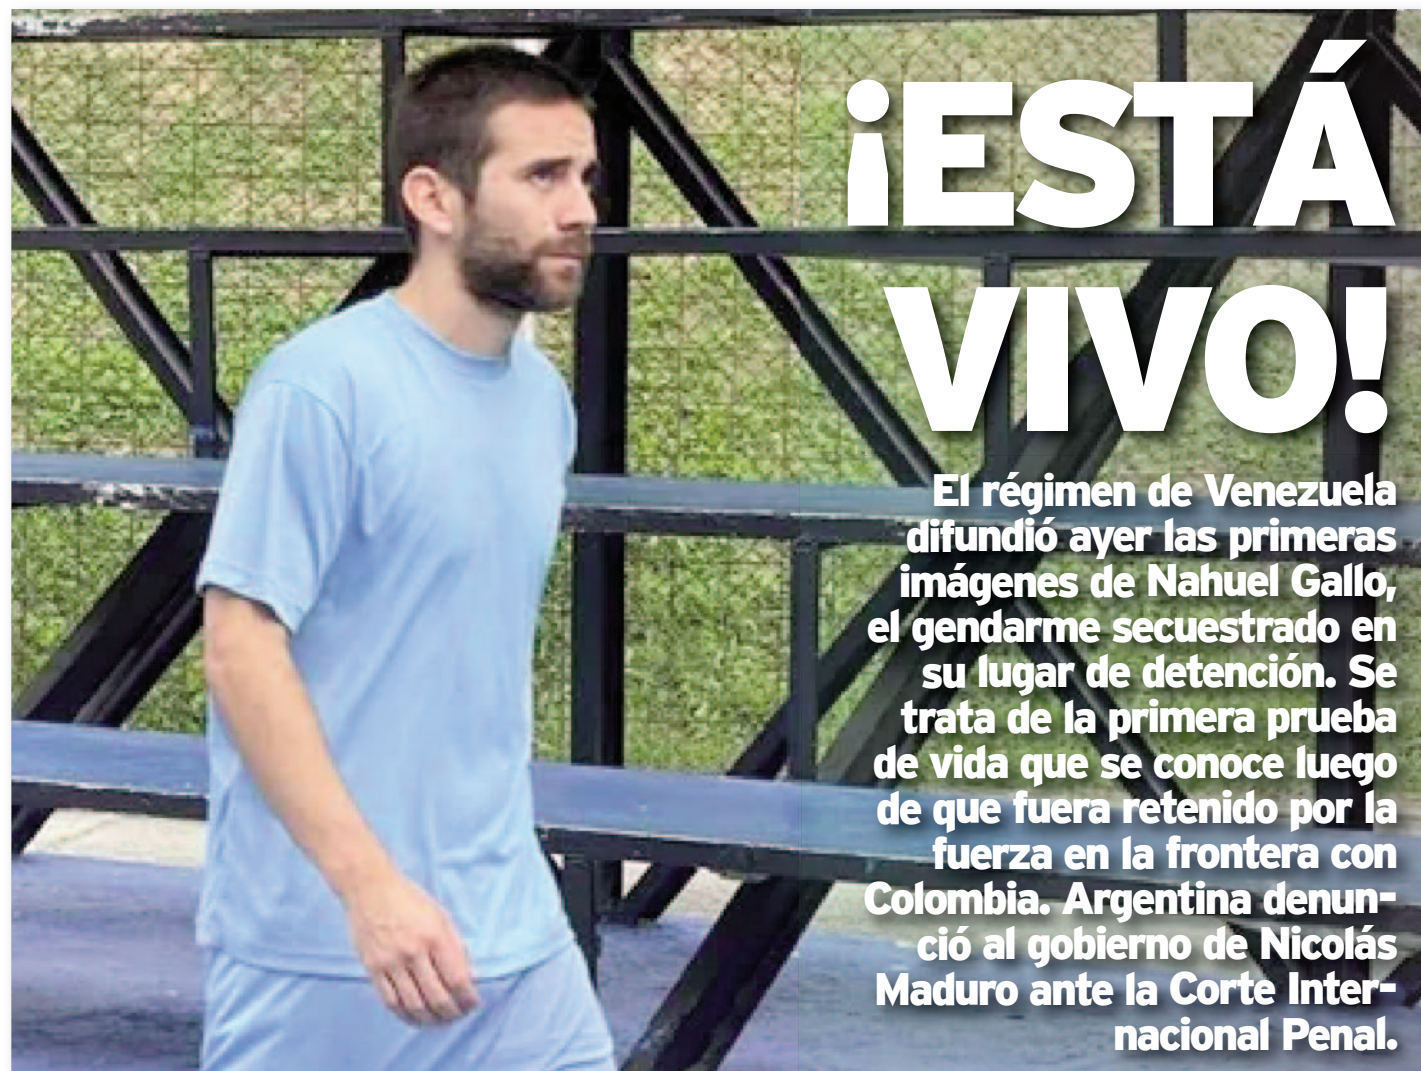 ¡ESTÁ
VIVO!
El régimen de Venezuela
difundió ayer las primeras
imágenes de Nahuel Gallo,
el gendarme secuestrado en
su lugar de detención. Se
trata de la primera prueba
de vida que se conoce luego
de que fuera retenido por la
fuerza en la frontera con
Colombia. Argentina denun-
ció al gobierno de Nicolás
Maduro ante la Corte Inter-
nacional Penal.